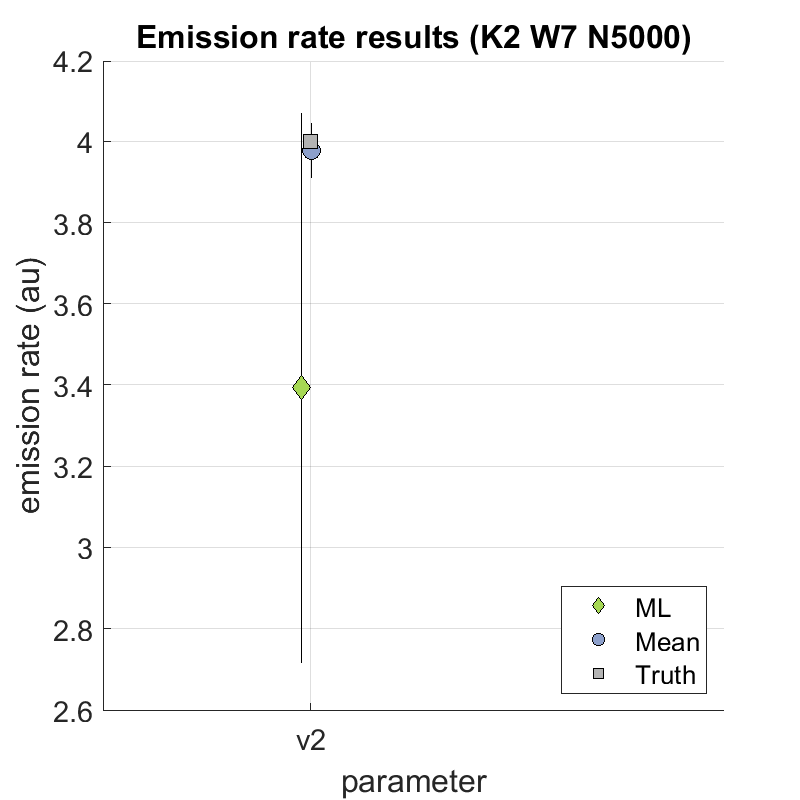 Emission rate results (K2 W7 N5000)
4.2
4
3.8
3.6
3.4
3.2
3
2.8
2.6
emission rate (au)
ML
Mean
Truth
v2
parameter